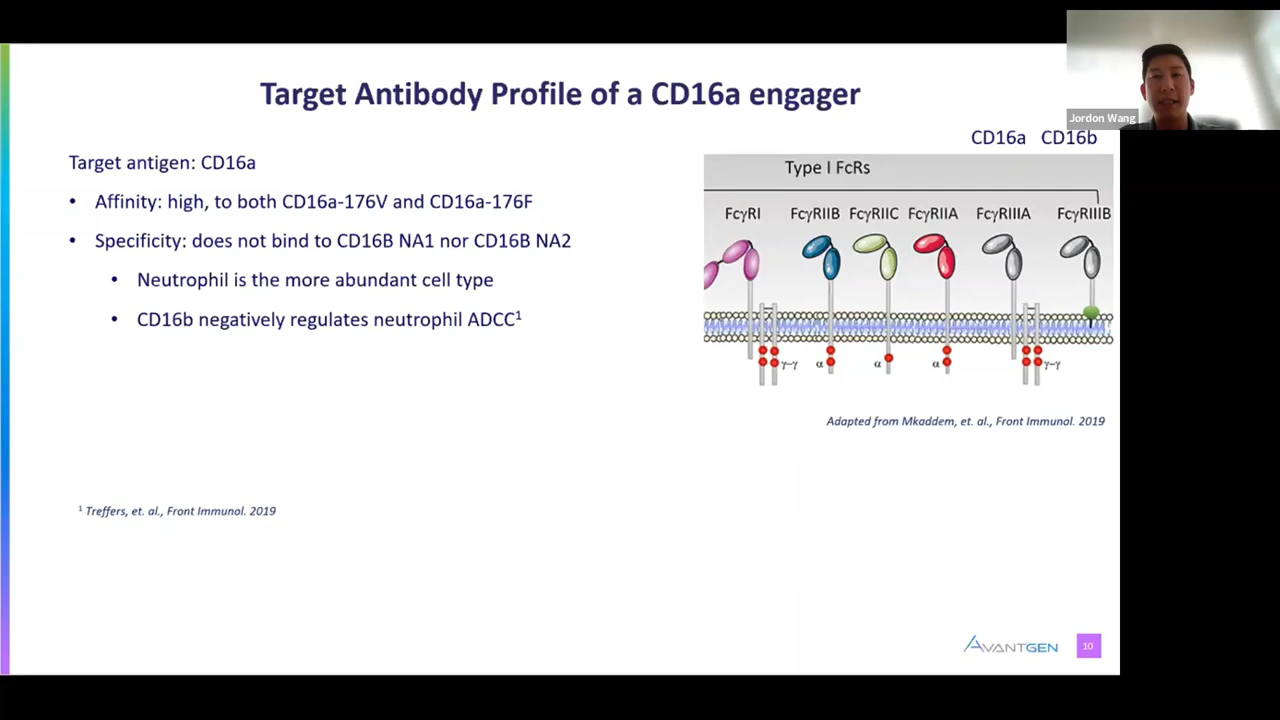 Target Antibody Profile of a CD16a engager
Jordon Wang
CD16a CD16b
Target antigen: CD16a
• Affinity: high, to both CD16a-176V and CD16a-176F
• Specificity: does not bind to CD16B NA1 nor CD16B NA2
• Neutrophil is the more abundant cell type
• CD16b negatively regulates neutrophil ADCC¹
Type I FcRs
FcγRI FcγRIIB FcγRIIC FcγRIIA FcγRIIIA FcγRIIIB
γ–γ α α α γ–γ
Adapted from Mkaddem, et. al., Front Immunol. 2019
¹ Treffers, et. al., Front Immunol. 2019
AVANTGEN
10